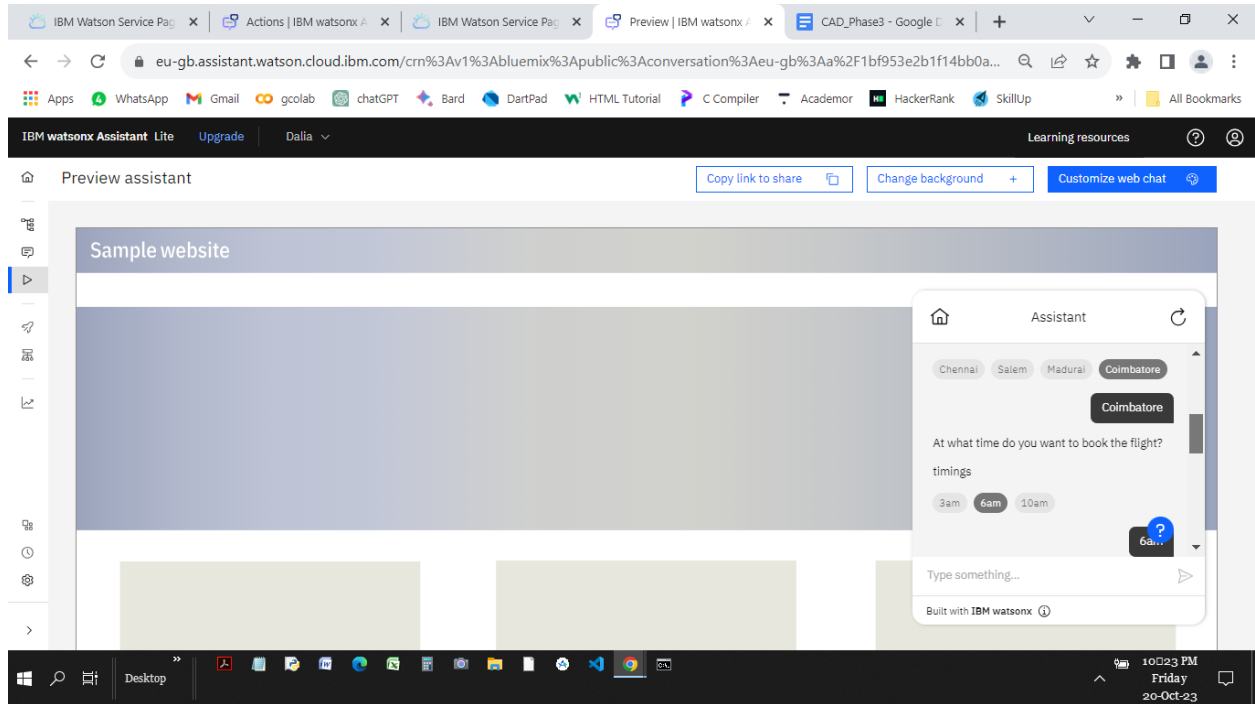 IBM Watson Service Pag
Actions | IBM watsonx A
IBM Watson Service Pag
Preview | IBM watsonx A
CAD_Phase3 - Google D
eu-gb.assistant.watson.cloud.ibm.com/crn%3Av1%3Abluemix%3Apublic%3Aconversation%3Aeu-gb%3Aa%2F1bf953e2b1f14bb0a...
Apps WhatsApp Gmail gcolab chatGPT Bard DartPad HTML Tutorial C Compiler Academor HackerRank SkillUp » All Bookmarks
IBM watsonx Assistant Lite Upgrade Dalia Learning resources
Preview assistant Copy link to share Change background + Customize web chat
Sample website
Assistant
Chennai Salem Madurai Coimbatore
Coimbatore
At what time do you want to book the flight?
timings
3am 6am 10am
6a
Type something...
Built with IBM watsonx
Desktop »
10□23 PM
Friday
20-Oct-23